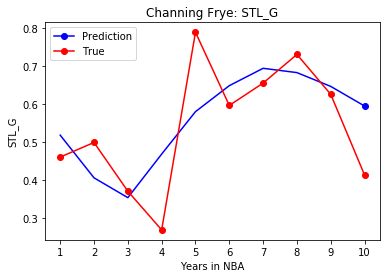 Channing Frye: STL_G
Prediction
True
STL_G
0.8
0.7
0.6
0.5
0.4
0.3
1 2 3 4 5 6 7 8 9 10
Years in NBA